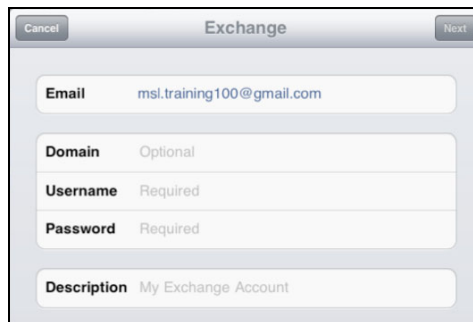 Cancel Exchange Next
Email msl.training100@gmail.com
Domain Optional
Username Required
Password Required
Description My Exchange Account